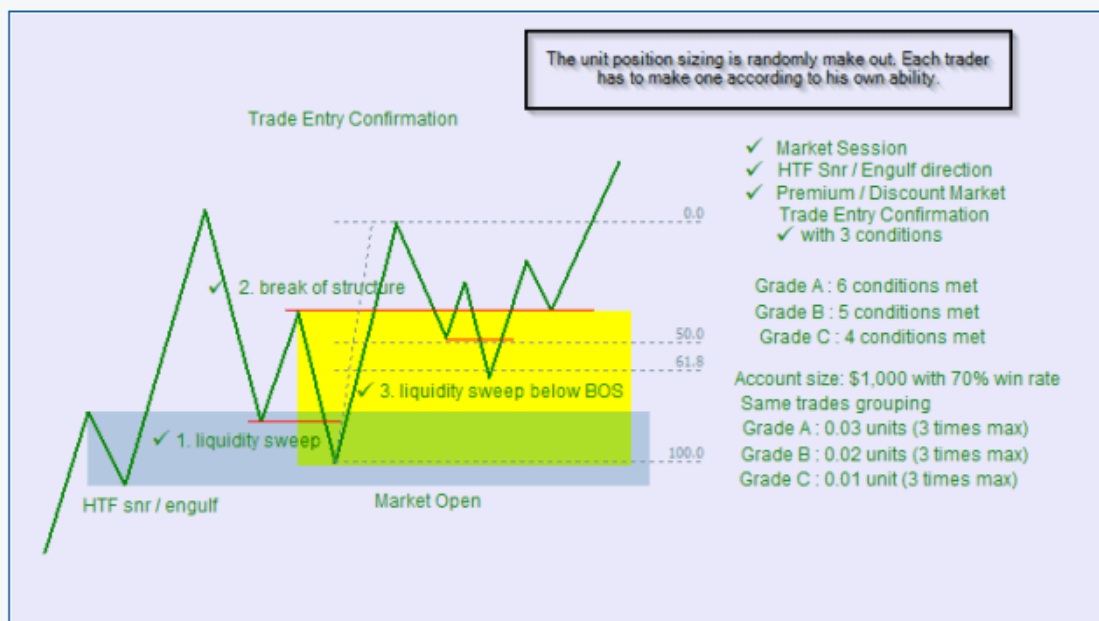 The unit position sizing is randomly make out. Each trader
has to make one according to his own ability.
Trade Entry Confirmation
✓ Market Session
✓ HTF Snr / Engulf direction
✓ Premium / Discount Market
Trade Entry Confirmation
✓ with 3 conditions
0.0
✓ 2. break of structure
Grade A : 6 conditions met
Grade B : 5 conditions met
Grade C : 4 conditions met
50.0
61.8
✓ 3. liquidity sweep below BOS
Account size: $1,000 with 70% win rate
Same trades grouping
Grade A : 0.03 units (3 times max)
Grade B : 0.02 units (3 times max)
Grade C : 0.01 unit (3 times max)
✓ 1. liquidity sweep
100.0
HTF snr / engulf
Market Open